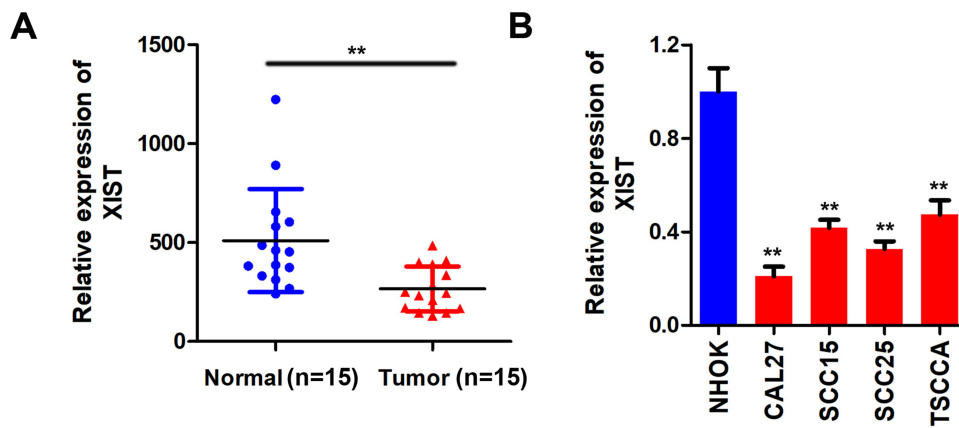 A
Relative expression of
XIST
1500
1000
500
0
**
Normal (n=15)
Tumor (n=15)
B
Relative expression of
XIST
1.2
0.8
0.4
0.0
**
**
**
**
NHOK
CAL27
SCC15
SCC25
TSCCA